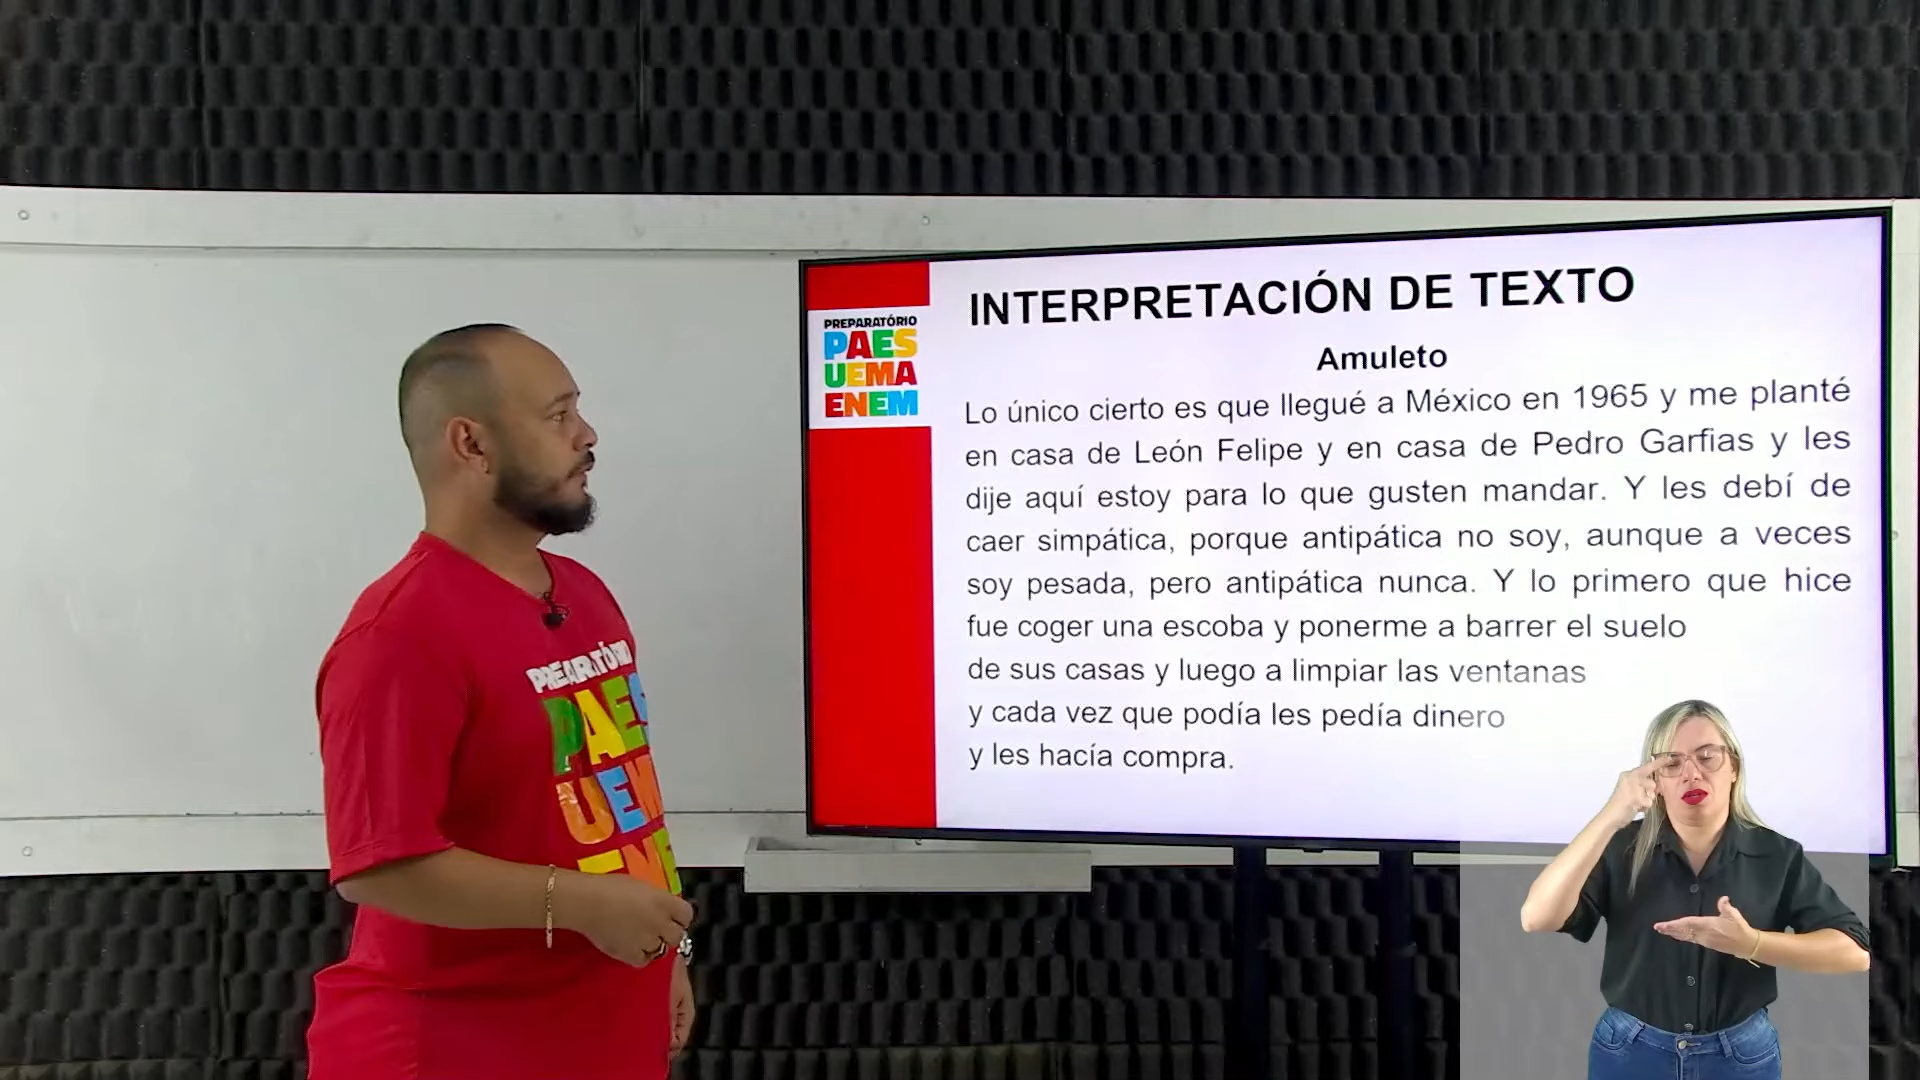 INTERPRETACIÓN DE TEXTO
PREPARATÓRIO
PAES
UEMA
ENEM
Amuleto
Lo único cierto es que llegué a México en 1965 y me planté
en casa de León Felipe y en casa de Pedro Garfias y les
dije aquí estoy para lo que gusten mandar. Y les debí de
caer simpática, porque antipática no soy, aunque a veces
soy pesada, pero antipática nunca. Y lo primero que hice
fue coger una escoba y ponerme a barrer el suelo
de sus casas y luego a limpiar las ventanas
y cada vez que podía les pedía dinero
y les hacía compra.
PREPARATÓRIO
PAES
UEM
ENE